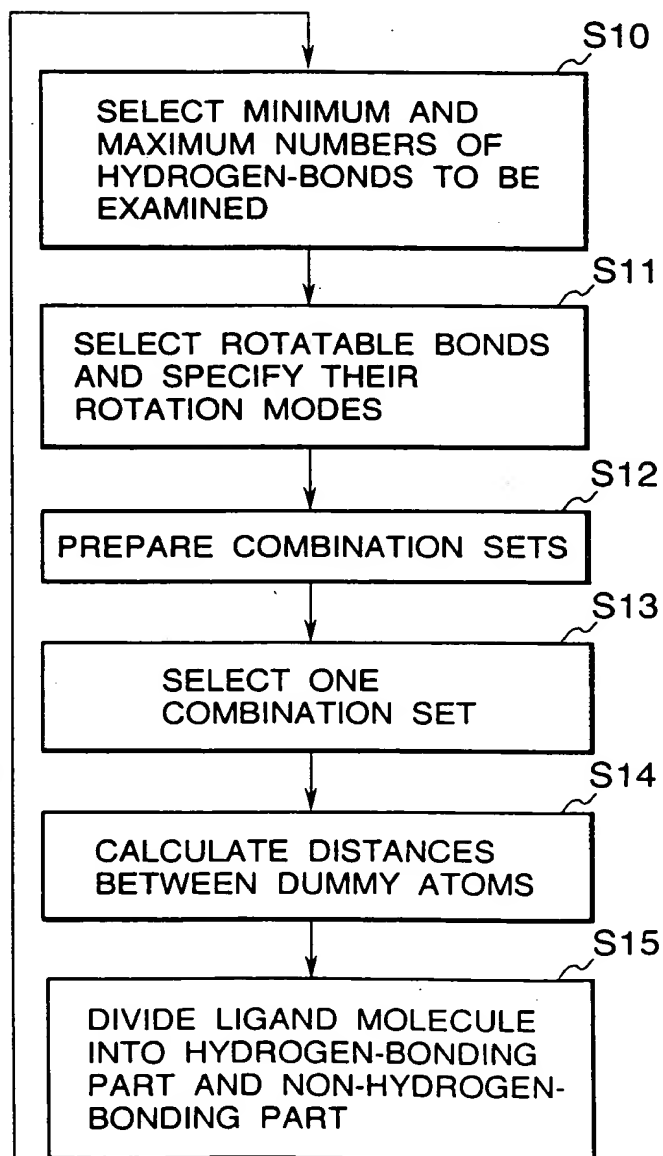 S10
SELECT MINIMUM AND
MAXIMUM NUMBERS OF
HYDROGEN-BONDS TO BE
EXAMINED
S11
SELECT ROTATABLE BONDS
AND SPECIFY THEIR
ROTATION MODES
S12
PREPARE COMBINATION SETS
S13
SELECT ONE
COMBINATION SET
S14
CALCULATE DISTANCES
BETWEEN DUMMY ATOMS
S15
DIVIDE LIGAND MOLECULE
INTO HYDROGEN-BONDING
PART AND NON-HYDROGEN-
BONDING PART